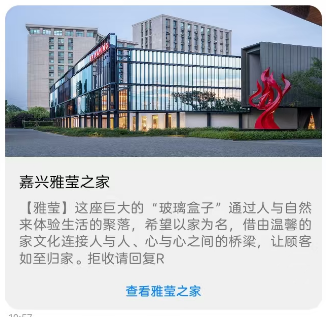 嘉兴雅莹之家
【雅莹】这座巨大的“玻璃盒子”通过人与自然
来体验生活的聚落，希望以家为名，借由温馨的
家文化连接人与人、心与心之间的桥梁，让顾客
如至归家。拒收请回复R
查看雅莹之家